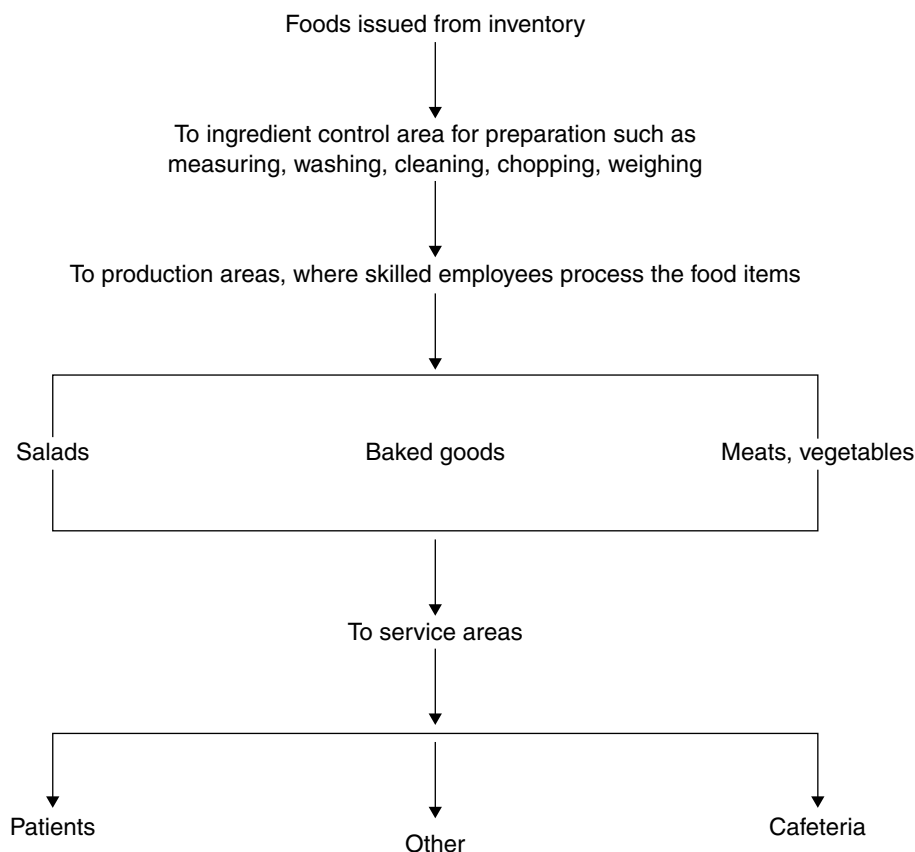 Foods issued from inventory
To ingredient control area for preparation such as
measuring, washing, cleaning, chopping, weighing
To production areas, where skilled employees process the food items
Salads
Baked goods
Meats, vegetables
To service areas
Patients
Other
Cafeteria